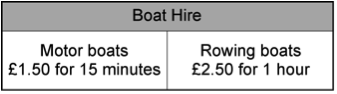 Boat Hire
Motor boats
£1.50 for 15 minutes
Rowing boats
£2.50 for 1 hour